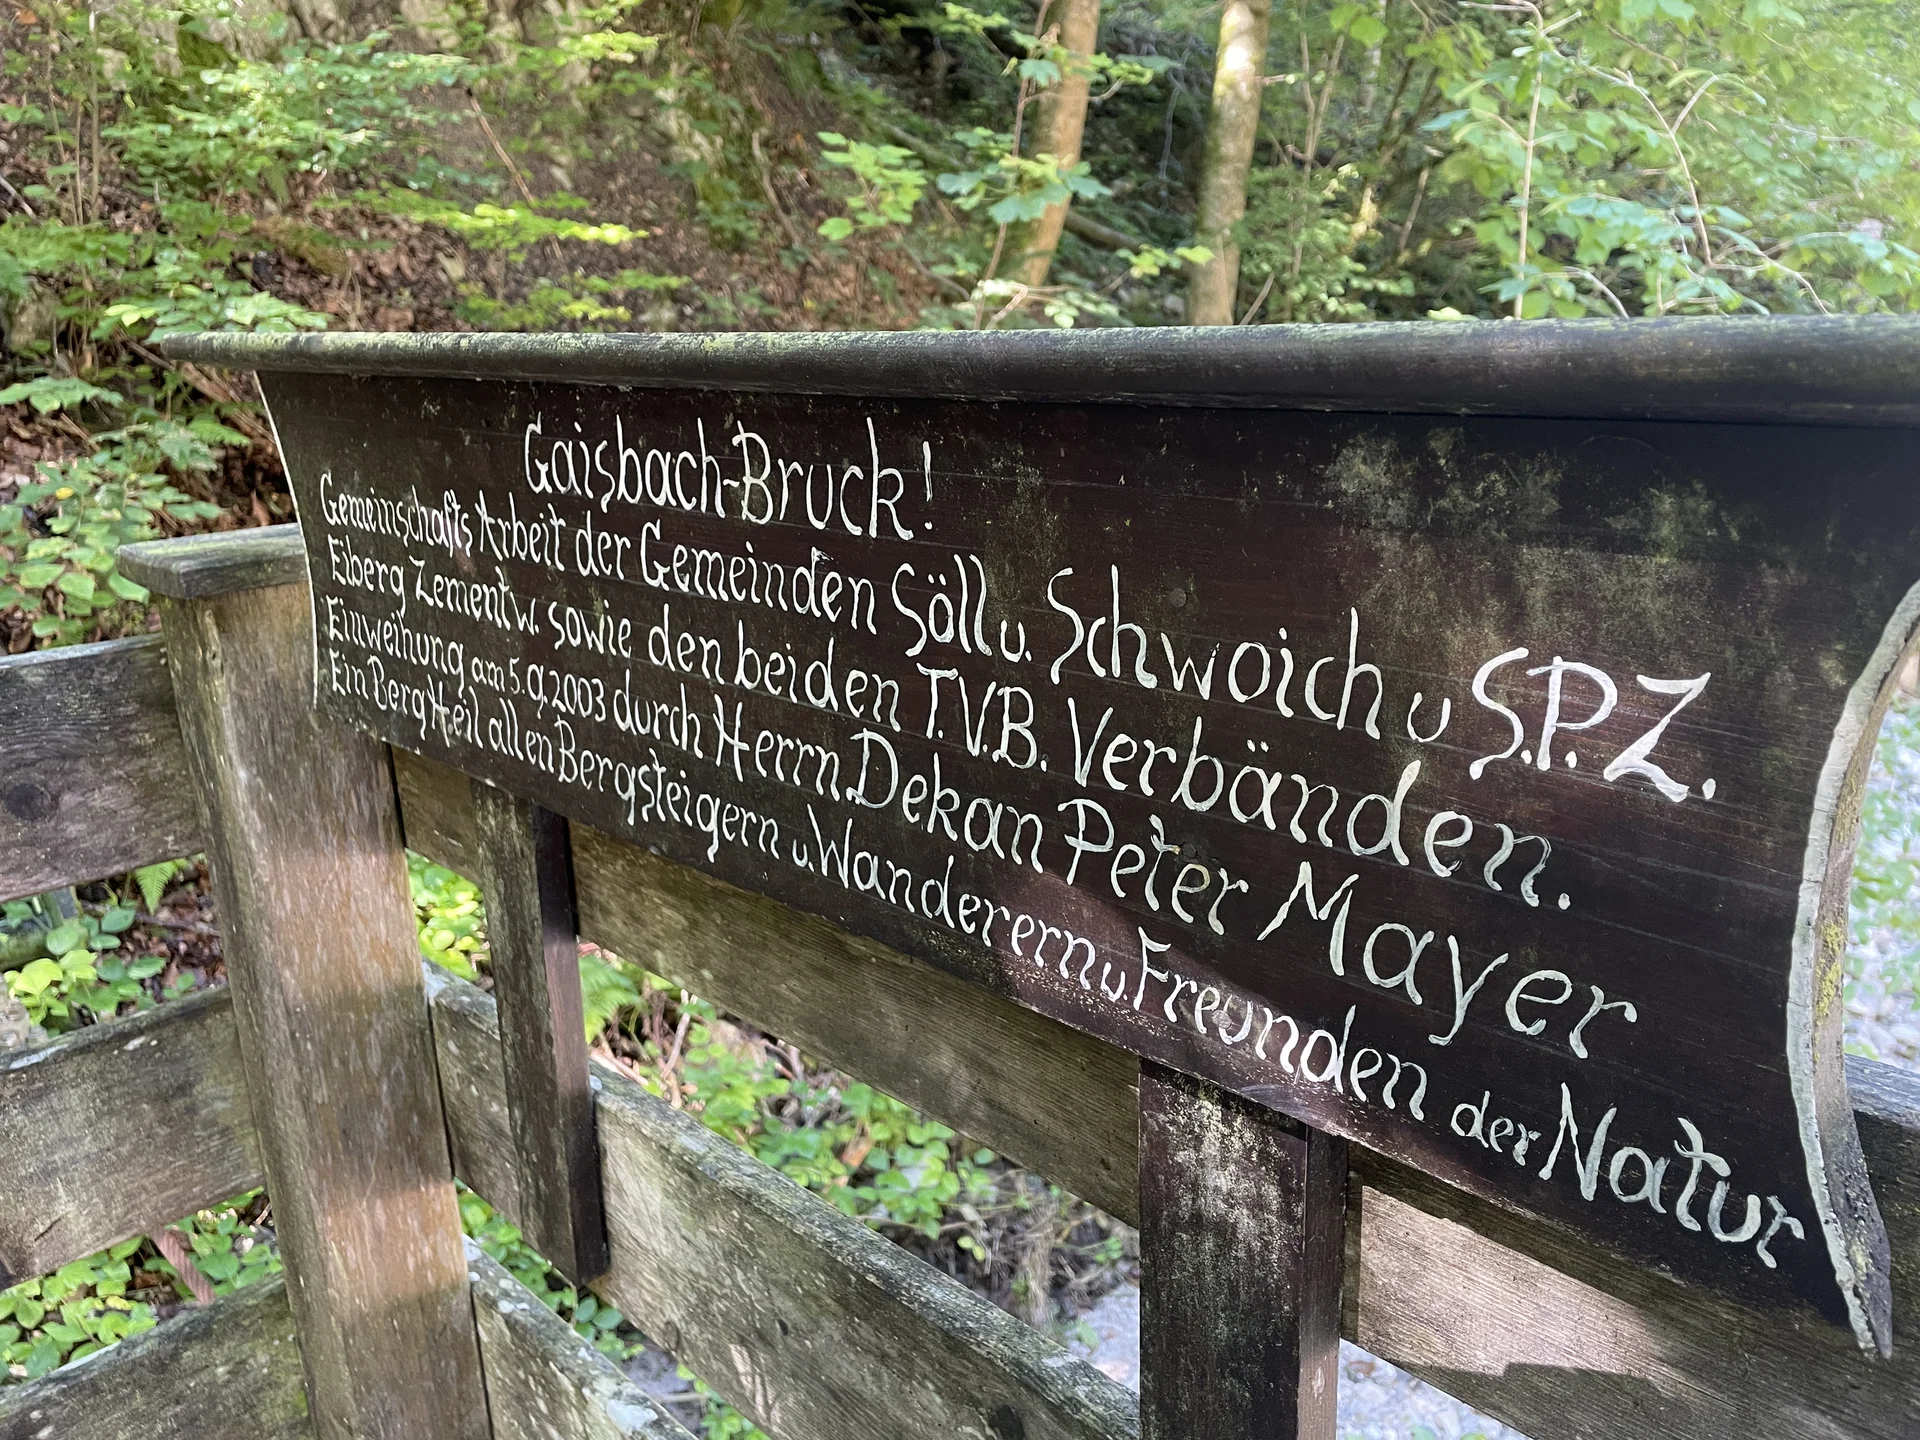 Gaisbach-Bruck!
Gemeinschafts Arbeit der Gemeinden Söll u. Schwoich u S.P.Z.
Eiberg Zementw. sowie den beiden T.V.B. Verbänden.
Einweihung am 5.9.2003 durch Herrn Dekan Peter Mayer
Ein Berg Heil allen Bergsteigern u. Wanderern u. Freunden der Natur